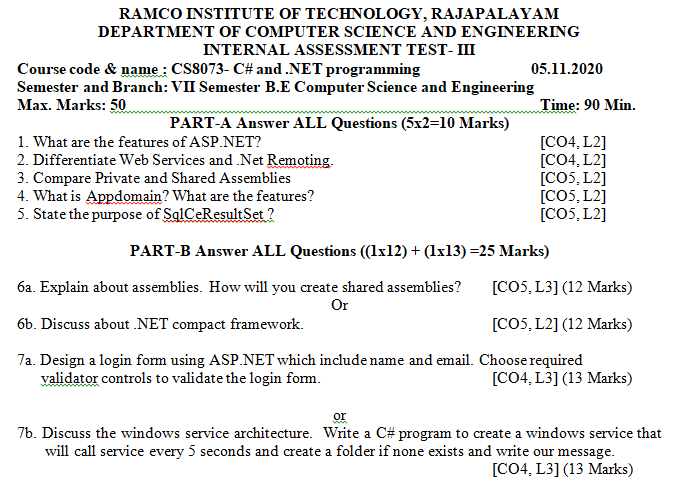 RAMCO INSTITUTE OF TECHNOLOGY, RAJAPALAYAM
DEPARTMENT OF COMPUTER SCIENCE AND ENGINEERING
INTERNAL ASSESSMENT TEST- III
Course code & name : CS8073- C# and .NET programming 05.11.2020
Semester and Branch: VII Semester B.E Computer Science and Engineering
Max. Marks: 50 Time: 90 Min.
PART-A Answer ALL Questions (5x2=10 Marks)
1. What are the features of ASP.NET? [CO4, L2]
2. Differentiate Web Services and .Net Remoting. [CO4, L2]
3. Compare Private and Shared Assemblies [CO5, L2]
4. What is Appdomain? What are the features? [CO5, L2]
5. State the purpose of SqlCeResultSet ? [CO5, L2]
PART-B Answer ALL Questions ((1x12) + (1x13) =25 Marks)
6a. Explain about assemblies. How will you create shared assemblies? [CO5, L3] (12 Marks)
Or
6b. Discuss about .NET compact framework. [CO5, L2] (12 Marks)
7a. Design a login form using ASP.NET which include name and email. Choose required
validator controls to validate the login form. [CO4, L3] (13 Marks)
or
7b. Discuss the windows service architecture. Write a C# program to create a windows service that
will call service every 5 seconds and create a folder if none exists and write our message.
[CO4, L3] (13 Marks)